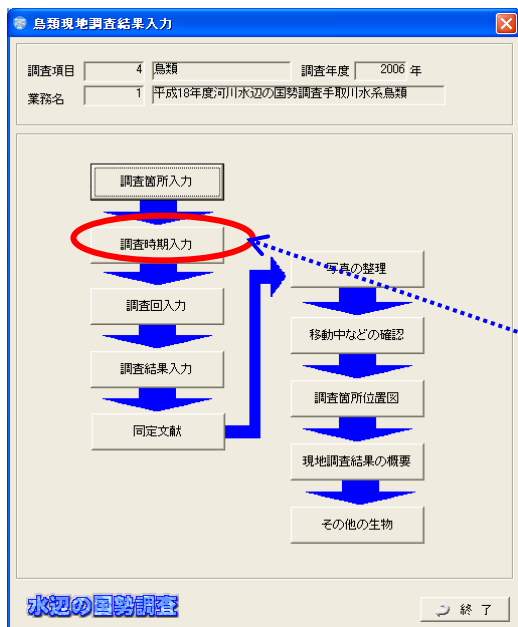 鳥類現地調査結果入力
調査項目 4 鳥類 調査年度 2006 年
業務名 1 平成18年度河川水辺の国勢調査手取川水系鳥類
調査箇所入力
調査時期入力
調査回入力
調査結果入力
同定文献
写真の整理
移動中などの確認
調査箇所位置図
現地調査結果の概要
その他の生物
水辺の国勢調査
終 了